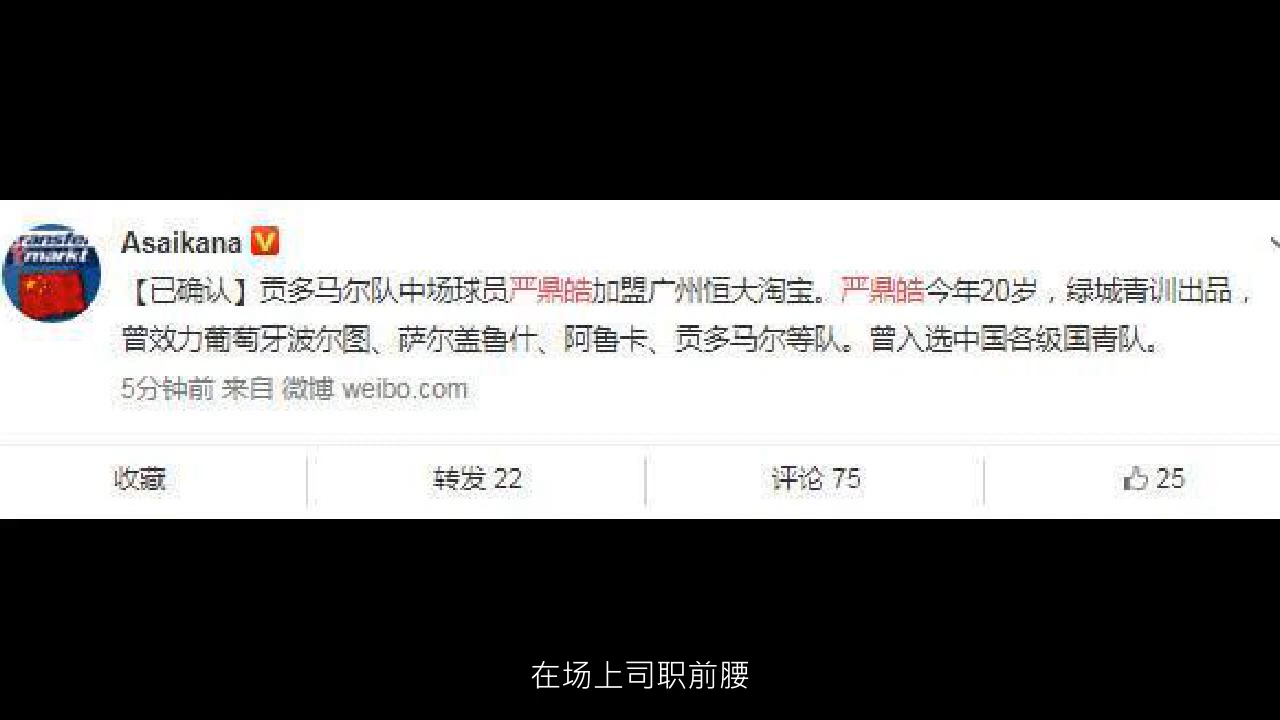 transfer
markt
Asaikana
【已确认】贡多马尔队中场球员严鼎皓加盟广州恒大淘宝。严鼎皓今年20岁，绿城青训出品，
曾效力葡萄牙波尔图、萨尔盖鲁什、阿鲁卡、贡多马尔等队。曾入选中国各级国青队。
5分钟前 来自 微博 weibo.com
收藏 转发 22 评论 75 25
在场上司职前腰